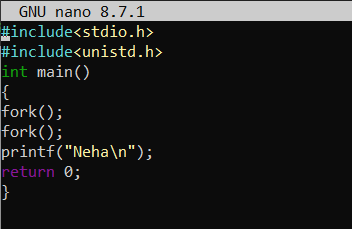 GNU nano 8.7.1
#include<stdio.h>
#include<unistd.h>
int main()
{
fork();
fork();
printf("Neha\n");
return 0;
}